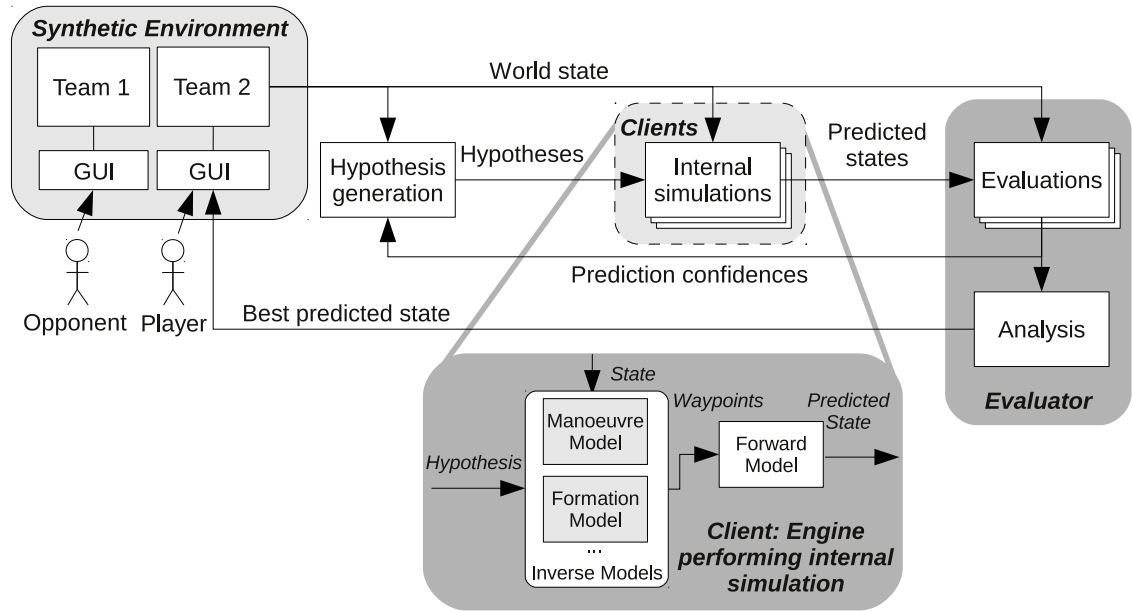 Synthetic Environment
Team 1
Team 2
GUI
GUI
Opponent
Player
World state
Hypothesis
generation
Hypotheses
Clients
Internal
simulations
Predicted
states
Evaluations
Prediction confidences
Best predicted state
Analysis
Evaluator
State
Hypothesis
Manoeuvre
Model
Formation
Model
...
Inverse Models
Waypoints
Forward
Model
Predicted
State
Client: Engine
performing internal
simulation